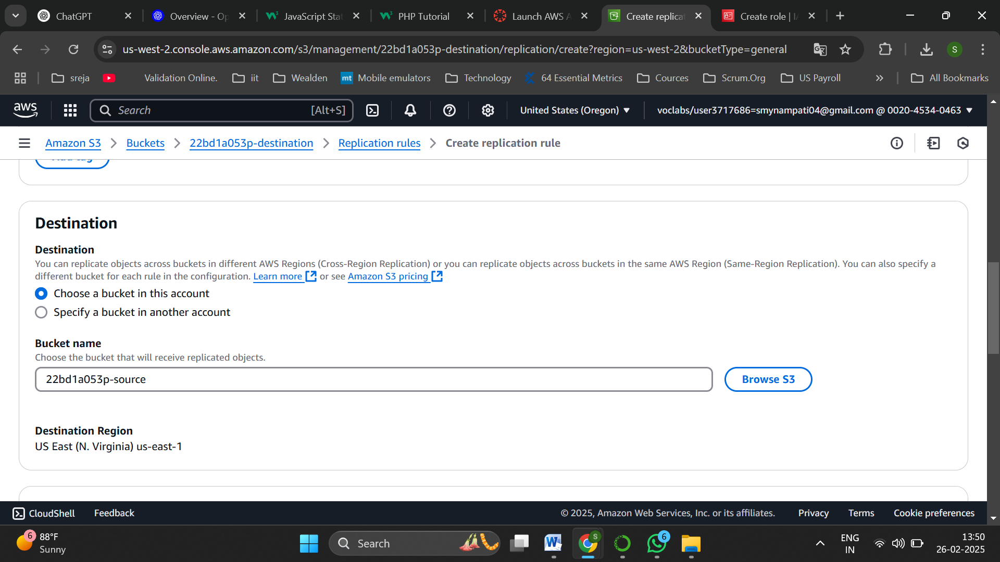 ChatGPT
Overview - Op
JavaScript Stat
PHP Tutorial
Launch AWS A
Create replicat
Create role | IA
us-west-2.console.aws.amazon.com/s3/management/22bd1a053p-destination/replication/create?region=us-west-2&bucketType=general
S
sreja
Validation Online.
iit
Wealden
mt
Mobile emulators
Technology
64 Essential Metrics
Cources
Scrum.Org
US Payroll
All Bookmarks
aws
Search
[Alt+S]
United States (Oregon)
voclabs/user3717686=smynampati04@gmail.com @ 0020-4534-0463
Amazon S3
Buckets
22bd1a053p-destination
Replication rules
Create replication rule
Add tag
Destination
Destination
You can replicate objects across buckets in different AWS Regions (Cross-Region Replication) or you can replicate objects across buckets in the same AWS Region (Same-Region Replication). You can also specify a
different bucket for each rule in the configuration. Learn more or see Amazon S3 pricing
Choose a bucket in this account
Specify a bucket in another account
Bucket name
Choose the bucket that will receive replicated objects.
22bd1a053p-source
Browse S3
Destination Region
US East (N. Virginia) us-east-1
CloudShell
Feedback
© 2025, Amazon Web Services, Inc. or its affiliates.
Privacy
Terms
Cookie preferences
6
88°F
Sunny
Search
W
S
6
ENG
IN
13:50
26-02-2025